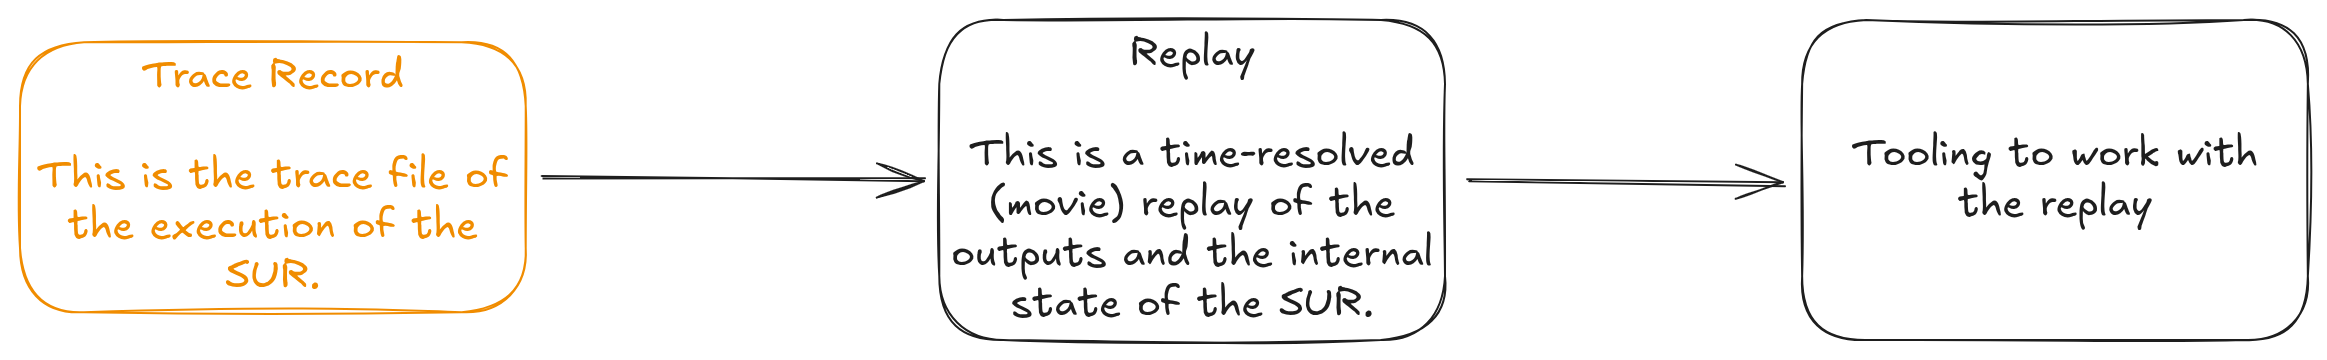 Trace Record
This is the trace file of
the execution of the
SUR.
Replay
This is a time-resolved
(movie) replay of the
outputs and the internal
state of the SUR.
Tooling to work with
the replay